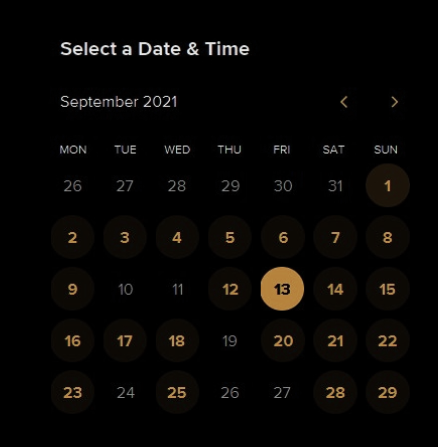 Select a Date & Time
September 2021
MON TUE WED THU FRI SAT SUN
26 27 28 29 30 31 1
2 3 4 5 6 7 8
9 10 11 12 13 14 15
16 17 18 19 20 21 22
23 24 25 26 27 28 29